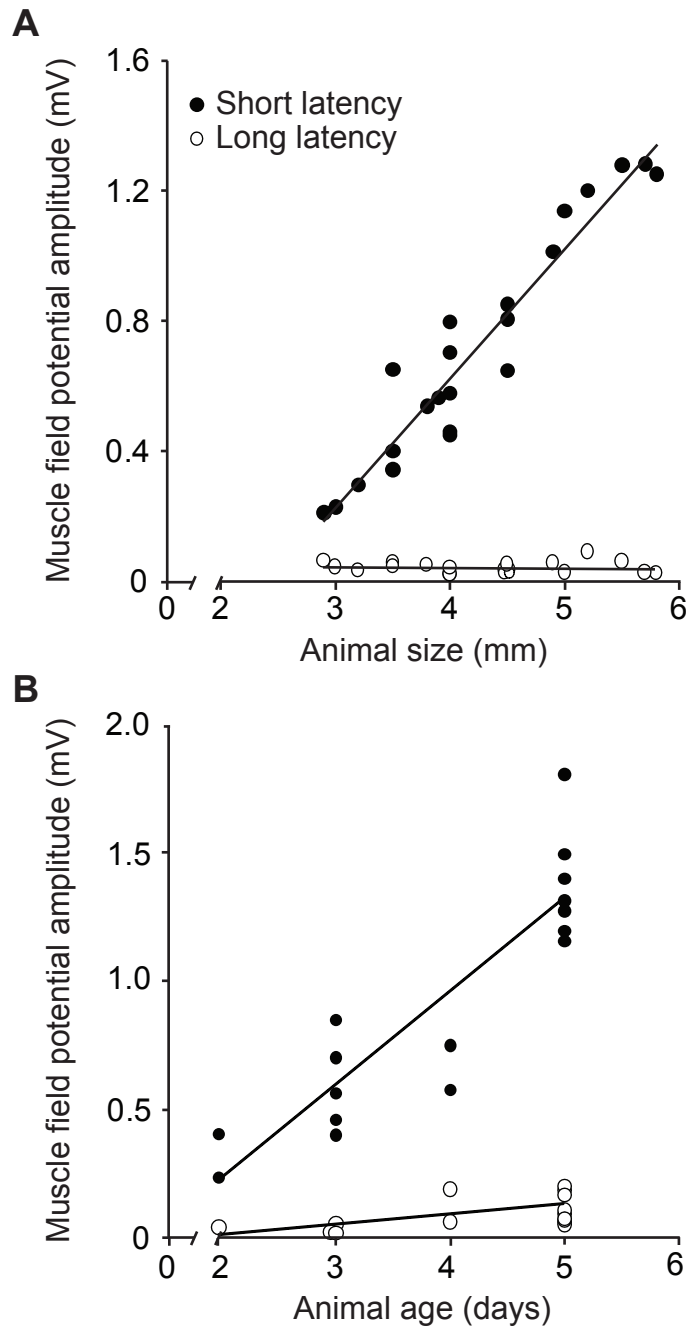 A
Muscle field potential amplitude (mV)
1.6
1.2
0.8
0.4
0
Short latency
Long latency
0 2 3 4 5 6
Animal size (mm)
B
Muscle field potential amplitude (mV)
2.0
1.5
1.0
0.5
0
0 2 3 4 5 6
Animal age (days)